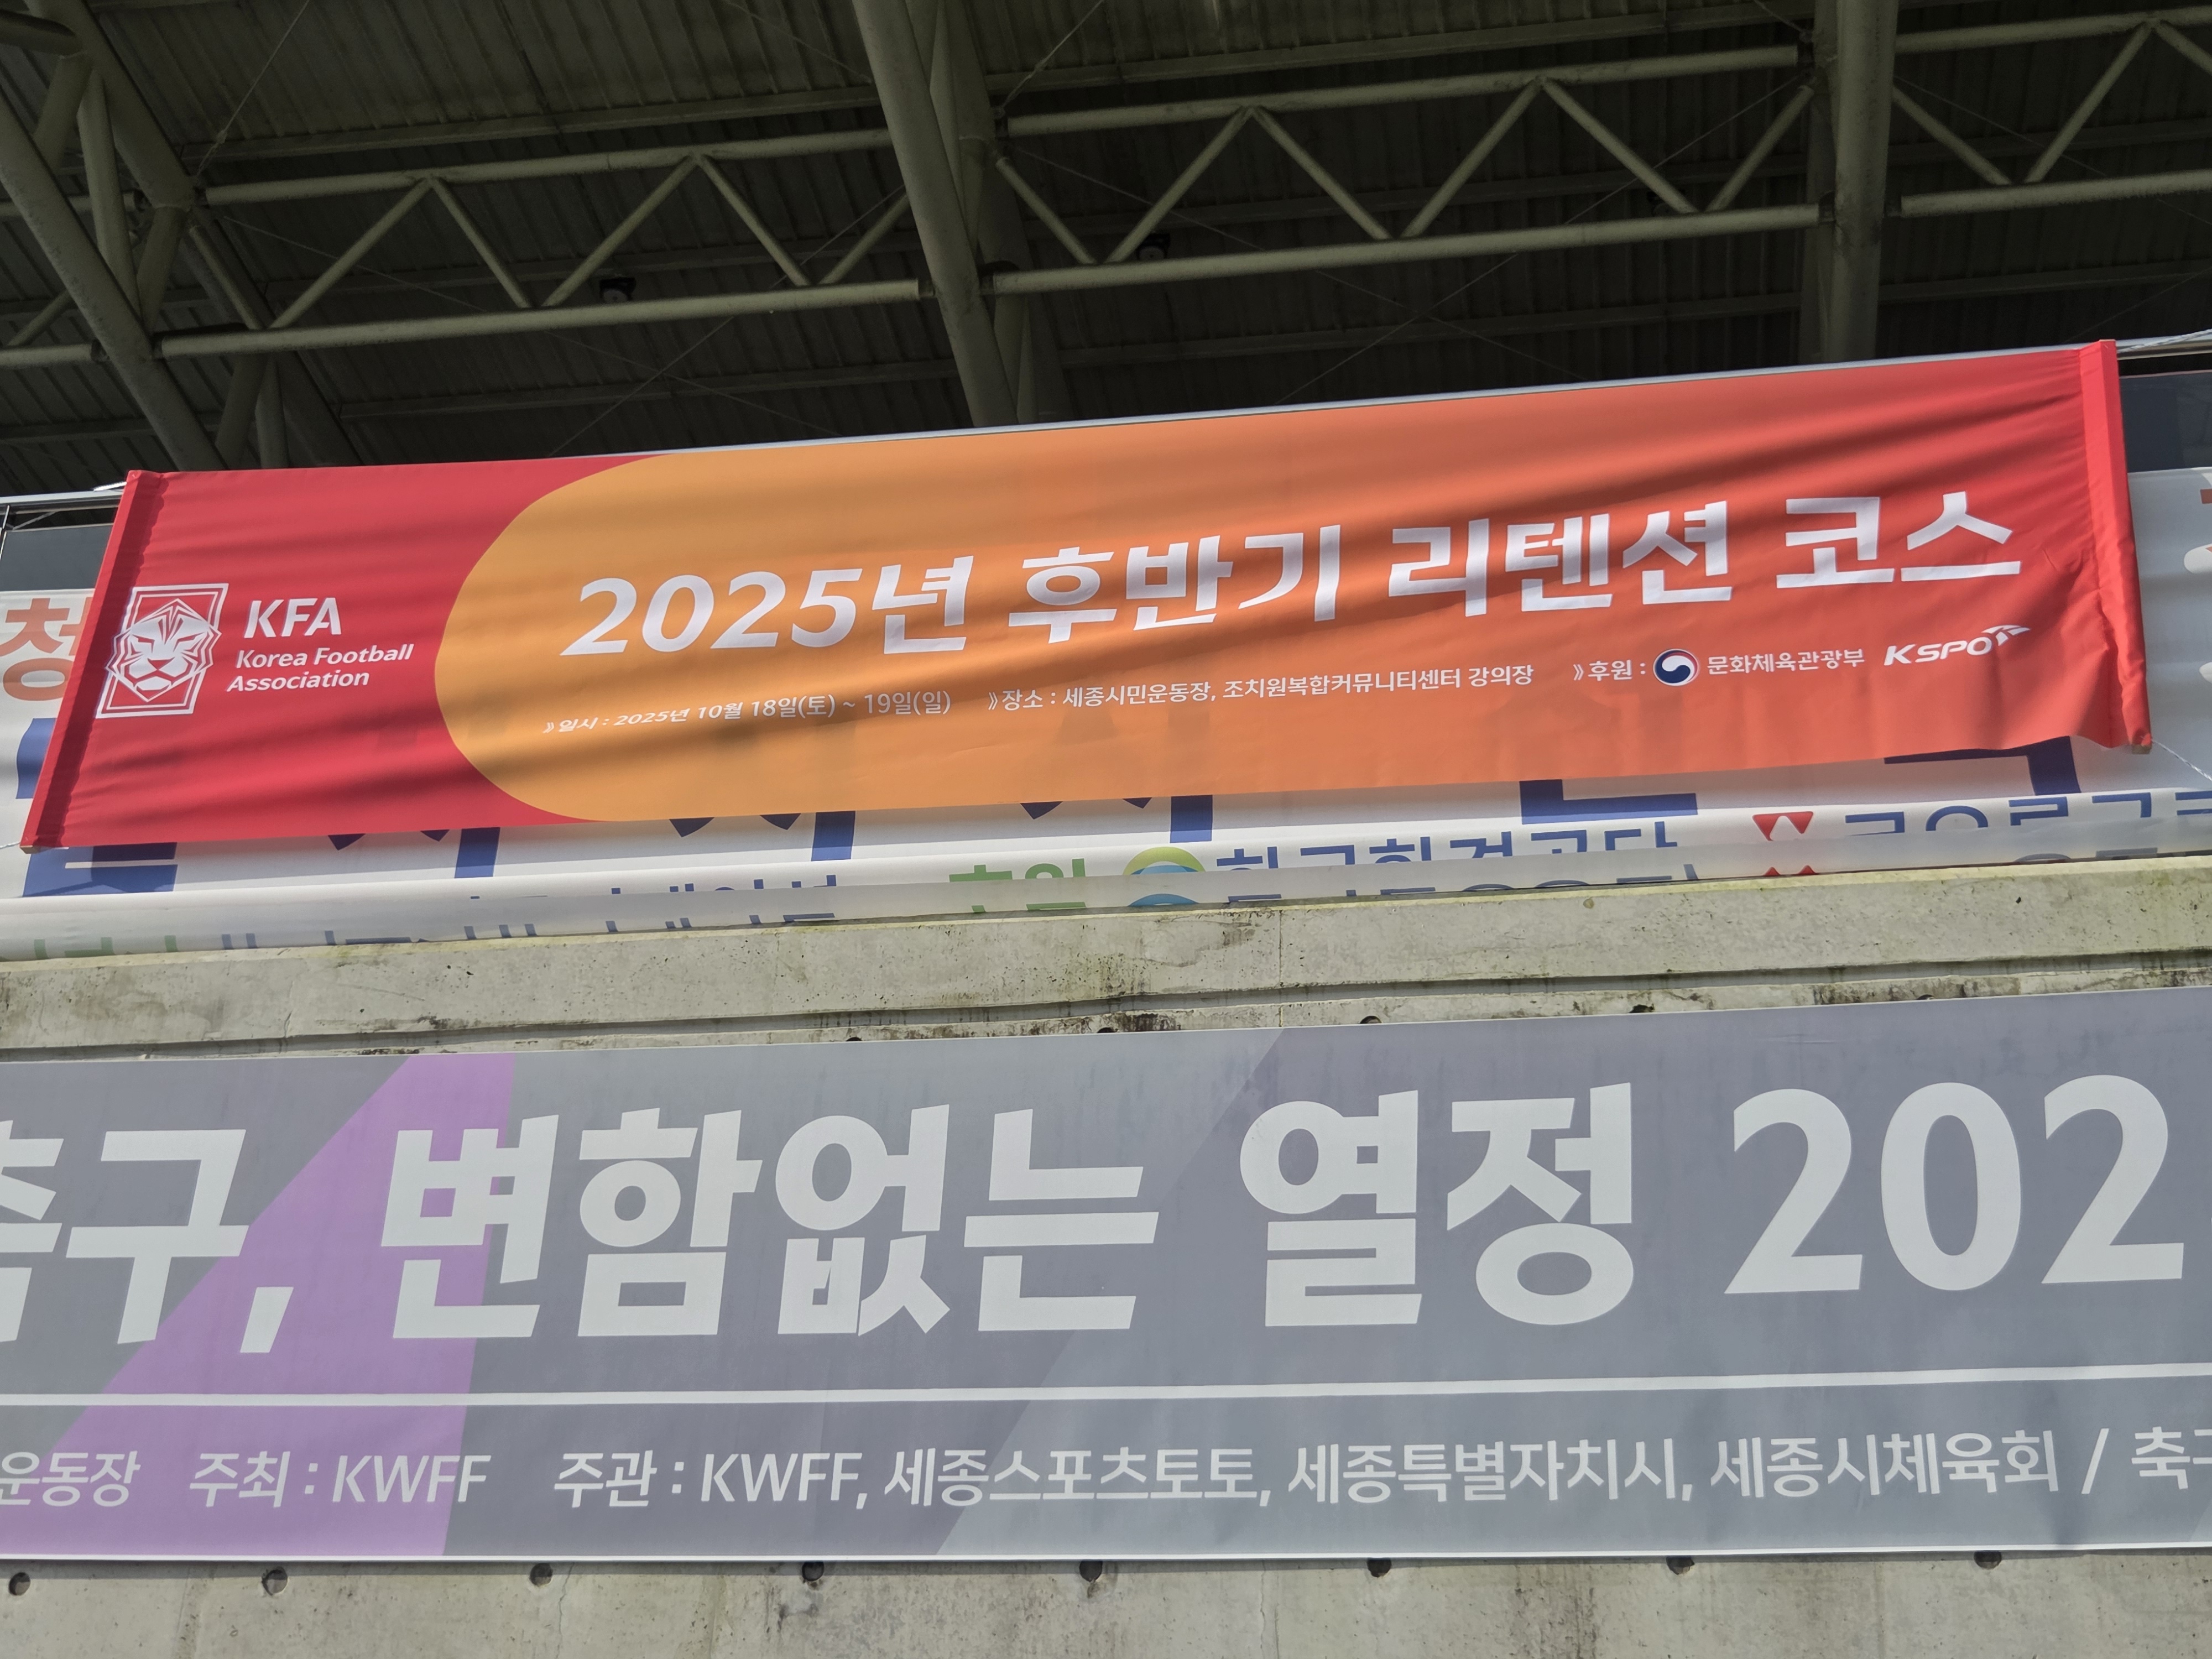 KFA
Korea Football
Association
2025년 후반기 리텐션 코스
》일시 : 2025년 10월 18일(토) ~ 19일(일) 》장소 : 세종시민운동장, 조치원복합커뮤니티센터 강의장 》후원 : 문화체육관광부 KSPO
축구, 변함없는 열정 202
운동장 주최 : KWFF 주관 : KWFF, 세종스포츠토토, 세종특별자치시, 세종시체육회 / 축구